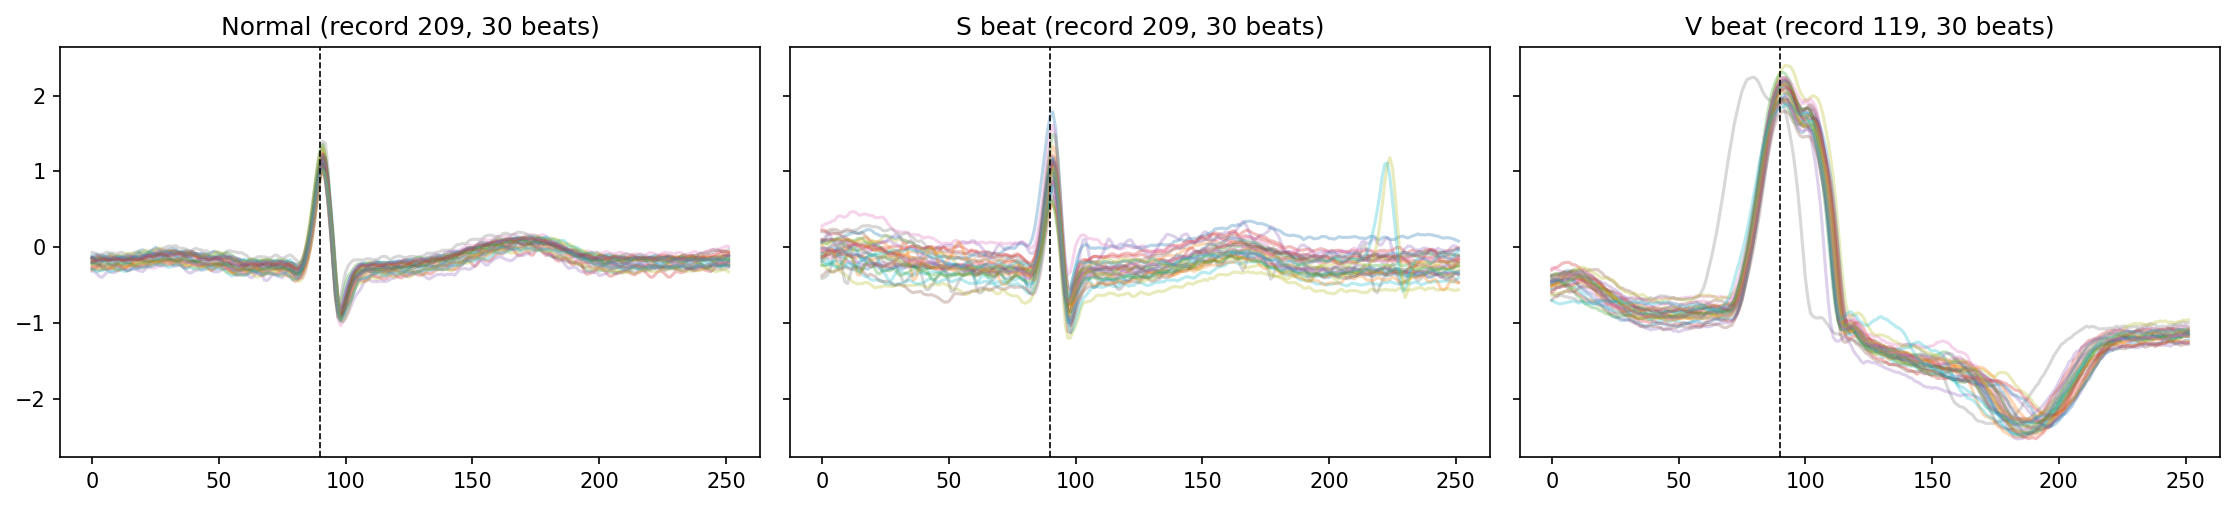 Normal (record 209, 30 beats)
S beat (record 209, 30 beats)
V beat (record 119, 30 beats)
2
1
0
−1
−2
0 50 100 150 200 250
0 50 100 150 200 250
0 50 100 150 200 250